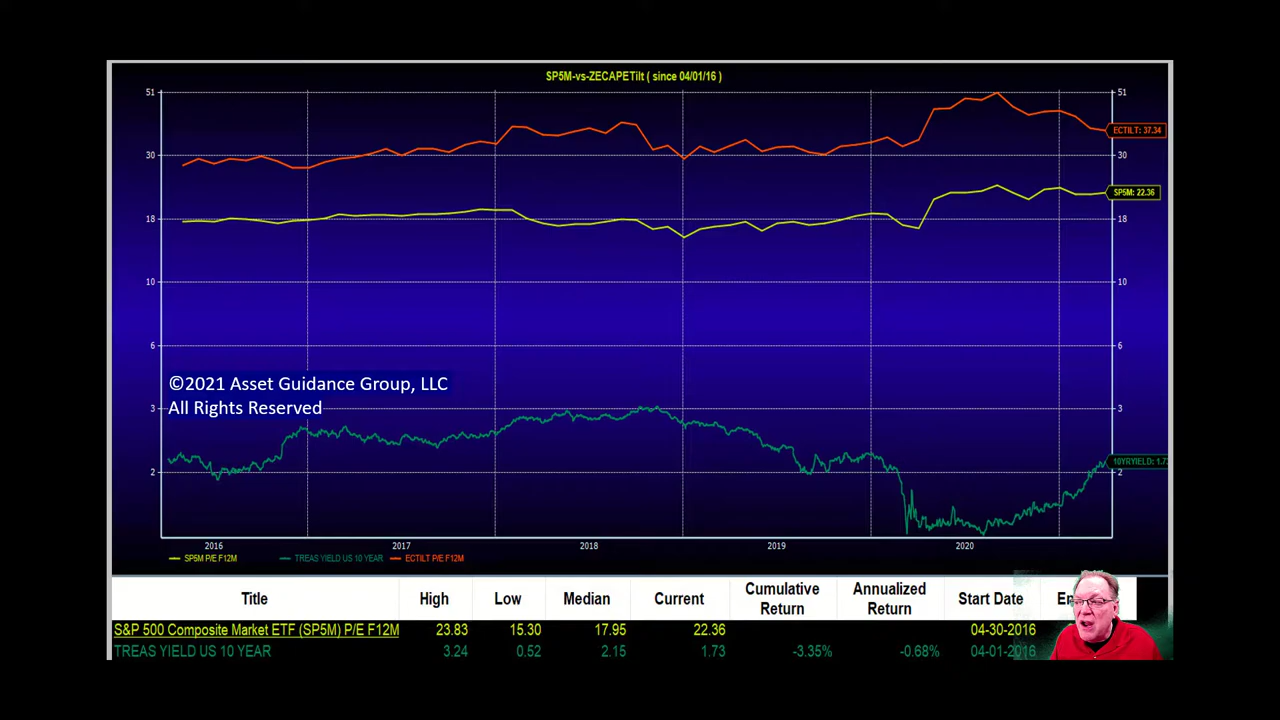 SP5M-vs-ZECAPETilt ( since 04/01/16 )
51 51
ECTILT: 37.34
30 30
SP5M: 22.36
18 18
10 10
6 6
©2021 Asset Guidance Group, LLC
3 All Rights Reserved 3
10YRYIELD: 1.73
2 2
2016 2017 2018 2019 2020
SP5M P/E F12M TREAS YIELD US 10 YEAR ECTILT P/E F12M
Title High Low Median Current Cumulative Return Annualized Return Start Date
S&P 500 Composite Market ETF (SP5M) P/E F12M 23.83 15.30 17.95 22.36 04-30-2016
TREAS YIELD US 10 YEAR 3.24 0.52 2.15 1.73 -3.35% -0.68% 04-01-2016